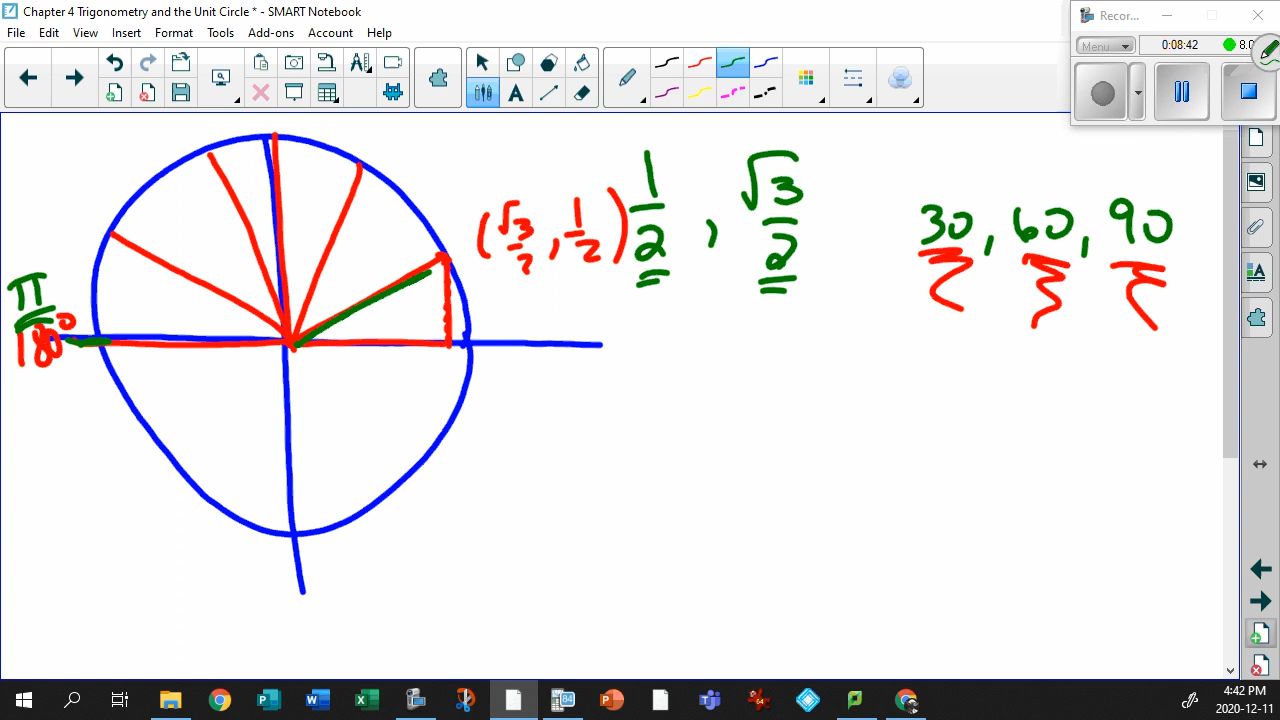 Chapter 4 Trigonometry and the Unit Circle * - SMART Notebook
File Edit View Insert Format Tools Add-ons Account Help
Recor...
Menu
0:08:42
8.0
(√3/2, 1/2)
1/2, √3/2
30, 60, 90
π
180°
4:42 PM
2020-12-11